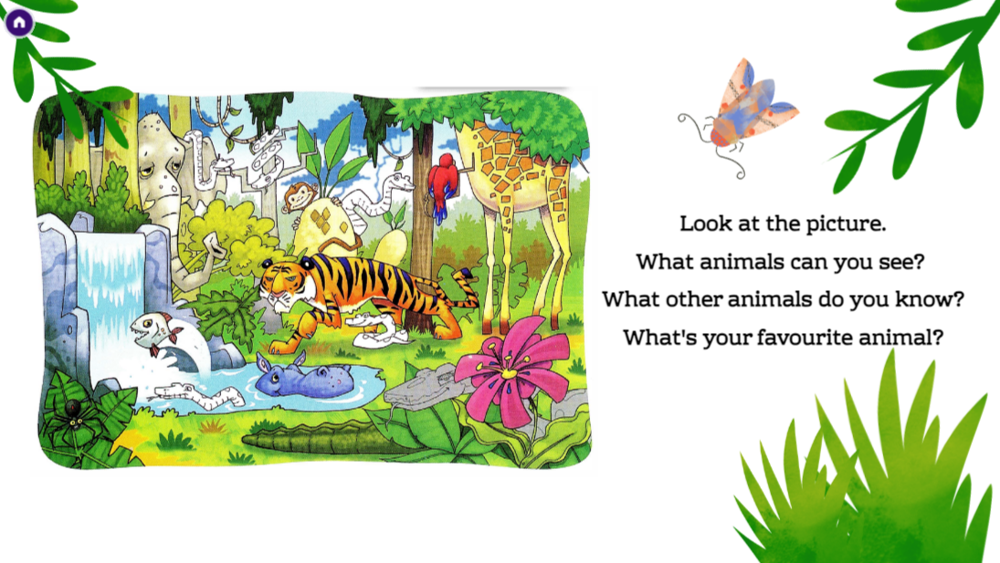 Look at the picture.
What animals can you see?
What other animals do you know?
What's your favourite animal?